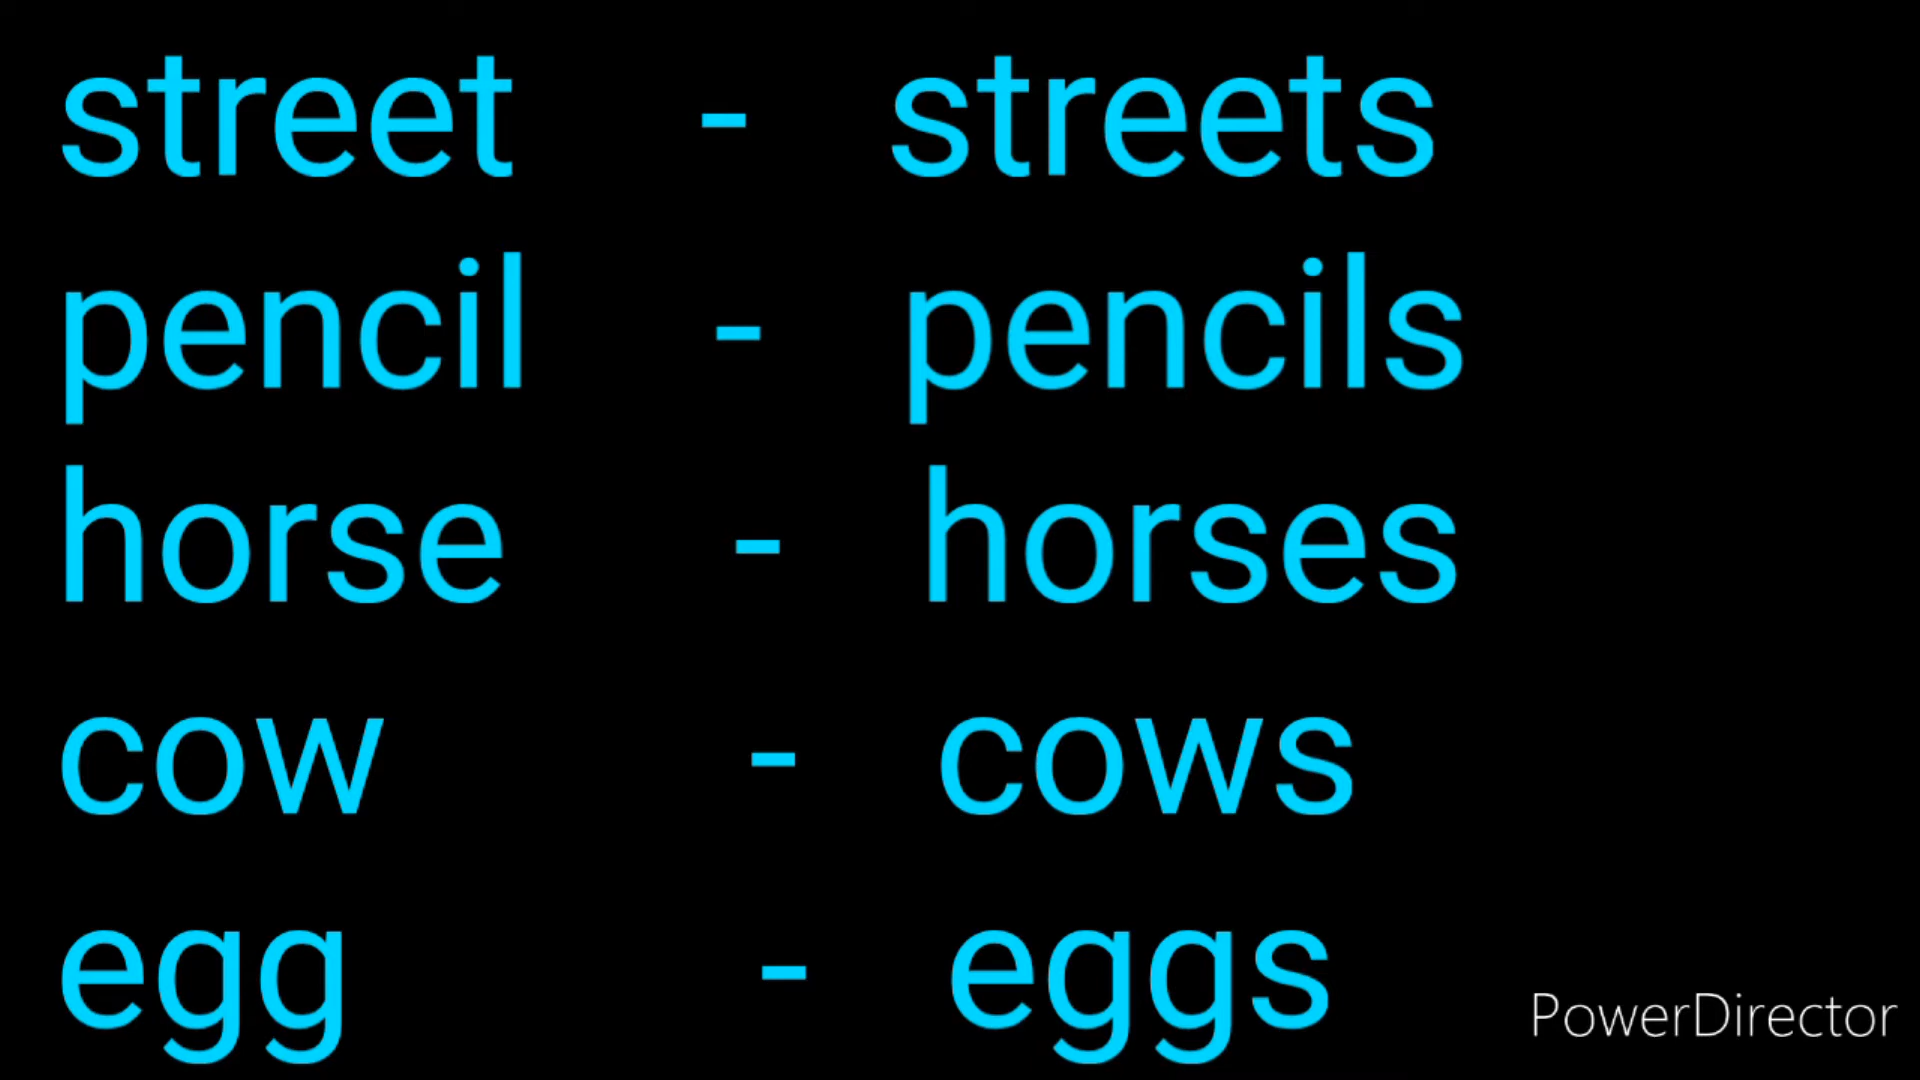 street - streets
pencil - pencils
horse - horses
cow - cows
egg - eggs
PowerDirector